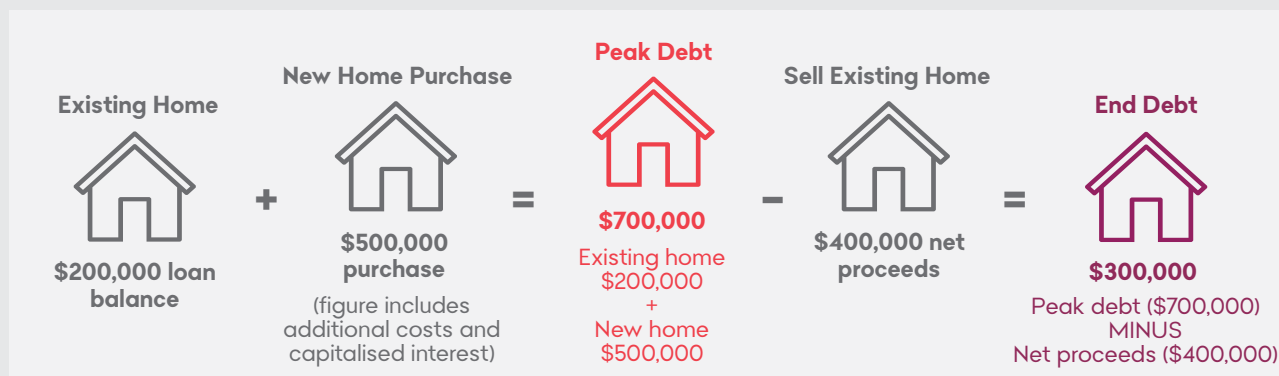 Existing Home
$200,000 loan
balance
+
New Home Purchase
$500,000
purchase
(figure includes
additional costs and
capitalised interest)
=
Peak Debt
$700,000
Existing home
$200,000
+
New home
$500,000
-
Sell Existing Home
$400,000 net
proceeds
=
End Debt
$300,000
Peak debt ($700,000)
MINUS
Net proceeds ($400,000)